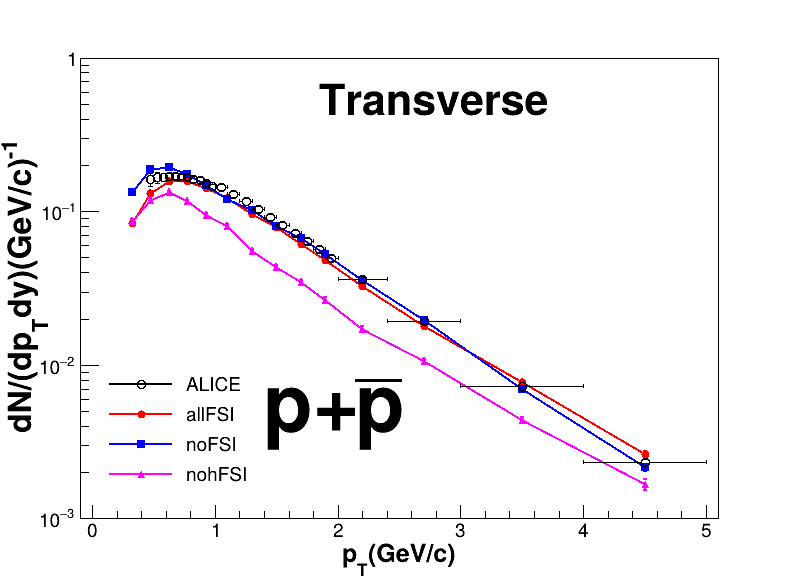 Transverse
dN/(dp_T dy)(GeV/c)^-1
1
10^-1
10^-2
10^-3
ALICE
allFSI
noFSI
nohFSI
p+p̅
0 1 2 3 4 5
p_T(GeV/c)